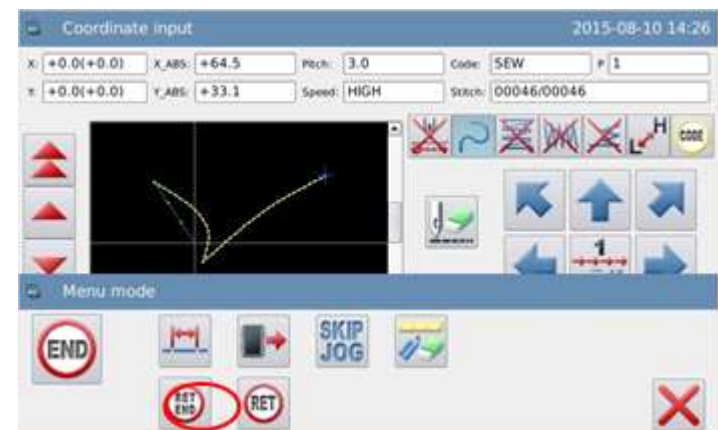 Coordinate input 2015-08-10 14:26
X: +0.0(+0.0) X_ABS: +64.5 Pitch: 3.0 Code: SEW P 1
Y: +0.0(+0.0) Y_ABS: +33.1 Speed: HIGH Stitch: 00046/00046
L H CODE
1
Menu mode
END SKIP JOG
RET END RET